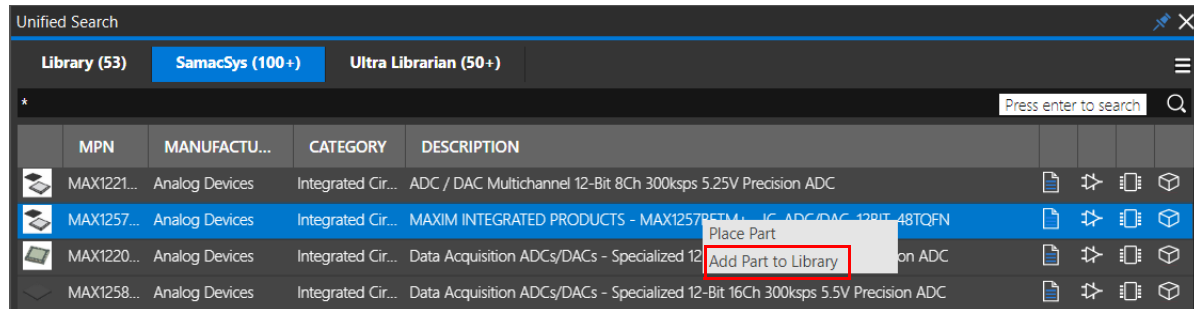 Unified Search
Library (53) SamacSys (100+) Ultra Librarian (50+)
* Press enter to search
MPN MANUFACTU... CATEGORY DESCRIPTION
MAX1221... Analog Devices Integrated Cir... ADC / DAC Multichannel 12-Bit 8Ch 300ksps 5.25V Precision ADC
MAX1257... Analog Devices Integrated Cir... MAXIM INTEGRATED PRODUCTS - MAX1257BETM+ IC, ADC/DAC, 12BIT, 48TQFN
Place Part
MAX1220... Analog Devices Integrated Cir... Data Acquisition ADCs/DACs - Specialized 12 on ADC
Add Part to Library
MAX1258... Analog Devices Integrated Cir... Data Acquisition ADCs/DACs - Specialized 12-Bit 16Ch 300ksps 5.5V Precision ADC